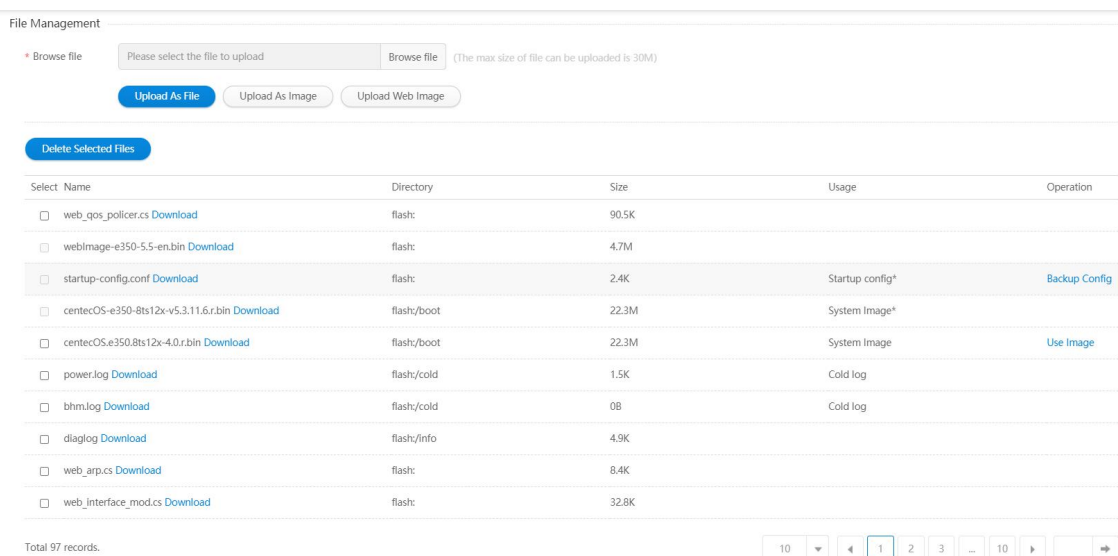 File Management
* Browse file Please select the file to upload Browse file (The max size of file can be uploaded is 30M)
Upload As File Upload As Image Upload Web Image
Delete Selected Files
Select Name Directory Size Usage Operation
web_qos_policer.cs Download flash: 90.5K
webImage-e350-5.5-en.bin Download flash: 4.7M
startup-config.conf Download flash: 2.4K Startup config* Backup Config
centecOS-e350-8ts12x-v5.3.11.6.r.bin Download flash:/boot 22.3M System Image*
centecOS.e350.8ts12x-4.0.r.bin Download flash:/boot 22.3M System Image Use Image
power.log Download flash:/cold 1.5K Cold log
bhm.log Download flash:/cold 0B Cold log
diaglog Download flash:/info 4.9K
web_arp.cs Download flash: 8.4K
web_interface_mod.cs Download flash: 32.8K
Total 97 records. 10 1 2 3 ... 10